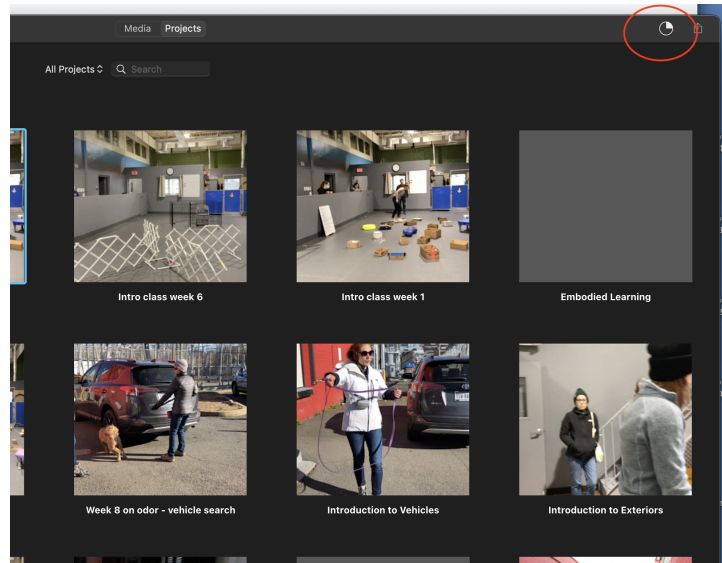 Media Projects
All Projects Search
Intro class week 6
Intro class week 1
Embodied Learning
Week 8 on odor - vehicle search
Introduction to Vehicles
Introduction to Exteriors